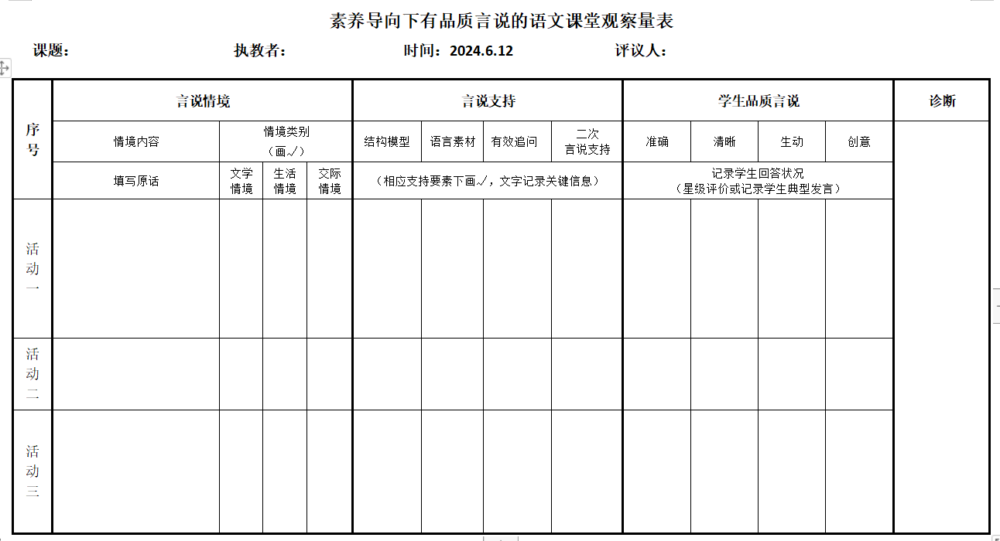 素养导向下有品质言说的语文课堂观察量表
课题： 执教者： 时间：2024.6.12 评议人：
序号
言说情境 言说支持 学生品质言说 诊断
情境内容
情境类别
（画√）
结构模型 语言素材 有效追问
二次
言说支持
准确 清晰 生动 创意
填写原话
文学
情境
生活
情境
交际
情境
（相应支持要素下画√，文字记录关键信息）
记录学生回答状况
（星级评价或记录学生典型发言）
活动一
活动二
活动三